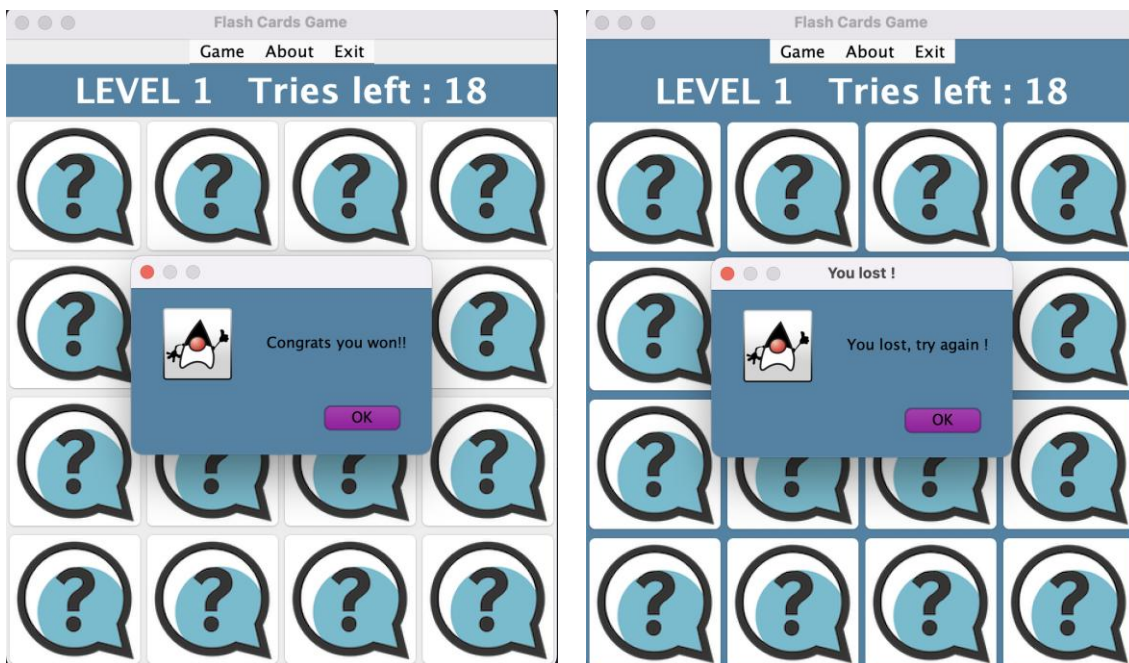 Flash Cards Game
Game About Exit
LEVEL 1 Tries left : 18
? ? ? ?
? ?
Congrats you won!!
OK
? ? ? ?
? ? ? ?
Flash Cards Game
Game About Exit
LEVEL 1 Tries left : 18
? ? ? ?
You lost !
?
You lost, try again !
OK
? ? ? ?
? ? ? ?